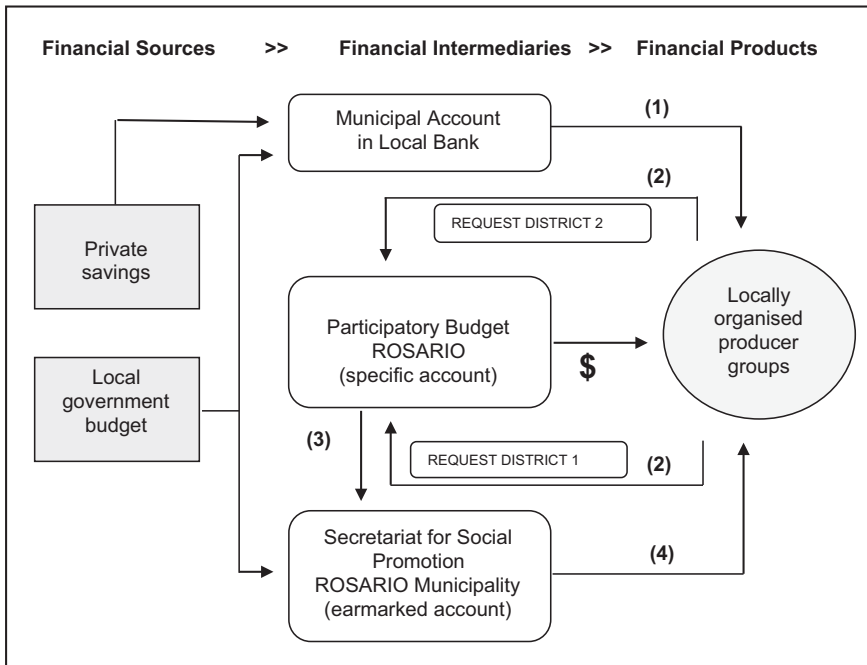 Financial Sources >> Financial Intermediaries >> Financial Products
Municipal Account
in Local Bank
(1)
(2)
REQUEST DISTRICT 2
Private
savings
Participatory Budget
ROSARIO
(specific account)
$
Locally
organised
producer
groups
Local
government
budget
(3)
REQUEST DISTRICT 1
(2)
Secretariat for Social
Promotion
ROSARIO Municipality
(earmarked account)
(4)